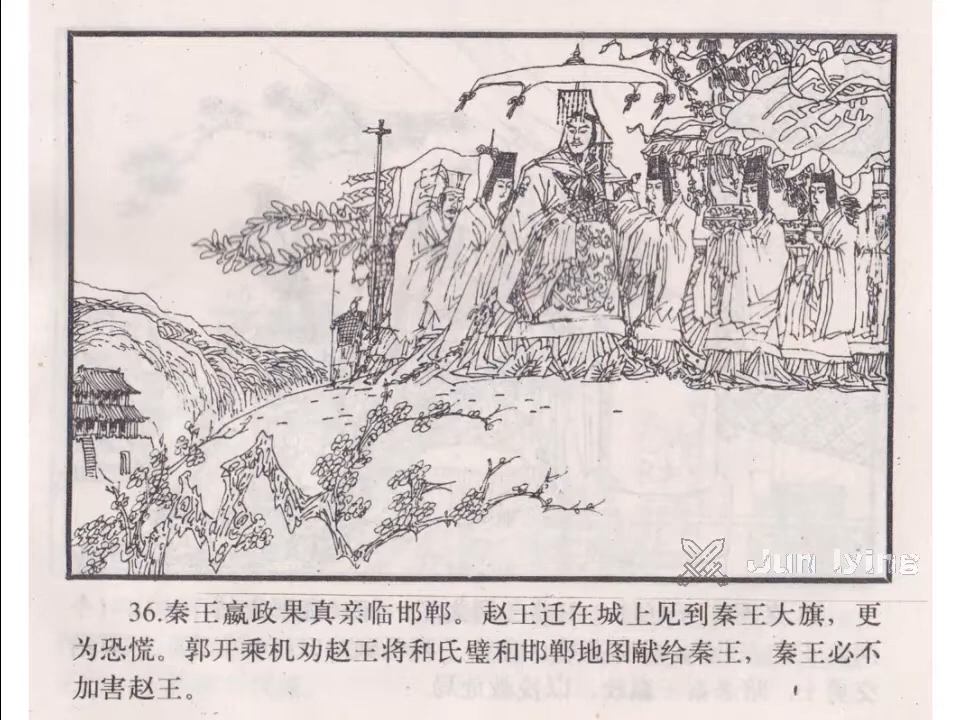 Jun lying
36.秦王嬴政果真亲临邯郸。赵王迁在城上见到秦王大旗，更
为恐慌。郭开乘机劝赵王将和氏璧和邯郸地图献给秦王，秦王必不
加害赵王。